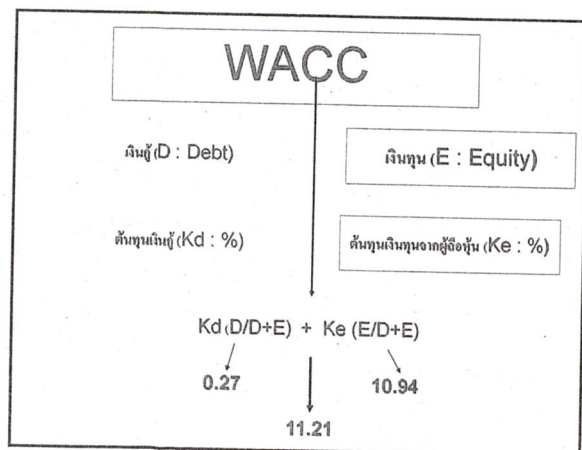 WACC
เงินกู้ (D : Debt)
เงินทุน (E : Equity)
ต้นทุนเงินกู้ (Kd : %)
ต้นทุนเงินทุนจากผู้ถือหุ้น (Ke : %)
Kd (D/D+E) + Ke (E/D+E)
0.27
10.94
11.21